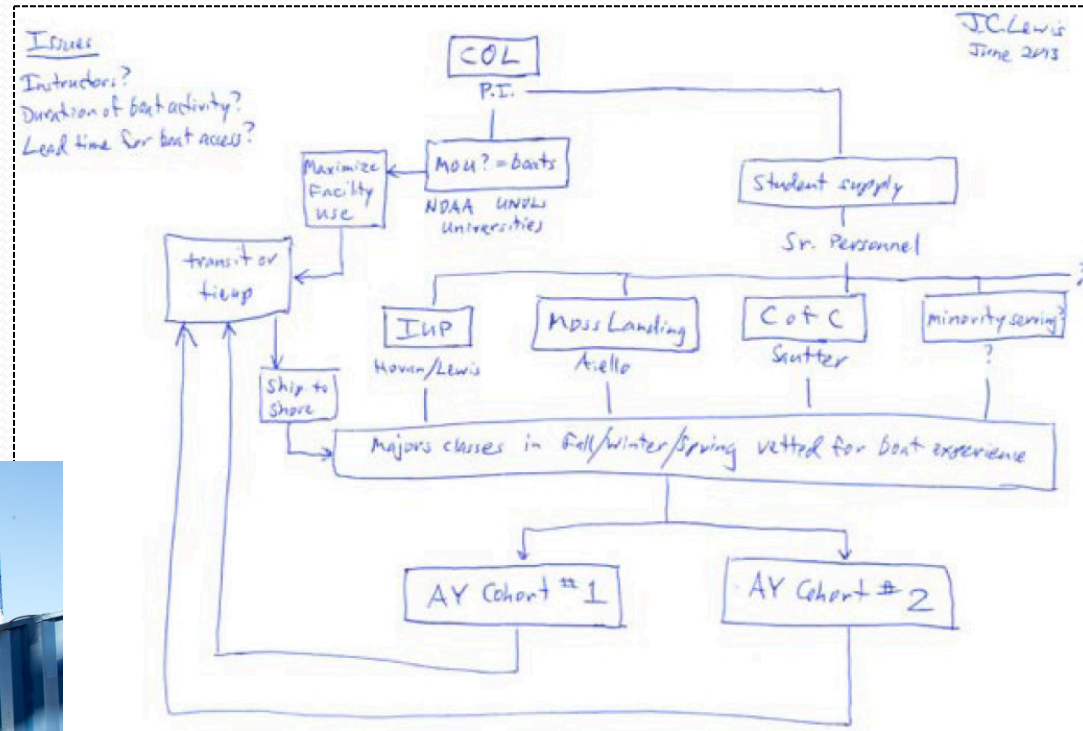 Issues
Instructors?
Duration of boat activity?
Lead time for boat access?
J.C. Lewis
June 2013
COL
P.I.
MOU? = boats
NOAA UNOLS
Universities
Maximize
Facilty
use
transit or
tieup
Ship to
Shore
Student supply
Sr. Personnel
?
IUP
Hovan/Lewis
Moss Landing
Aiello
C of C
Sautter
minority serving?
?
Majors classes in Fall/Winter/Spring vetted for boat experience
AY Cohort #1
AY Cohort #2